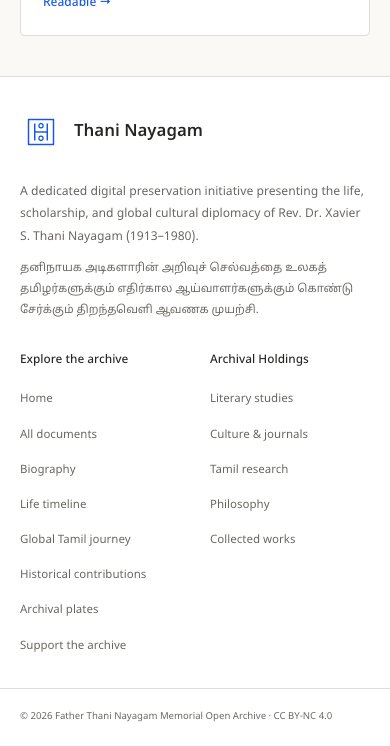 Readable →
Thani Nayagam
A dedicated digital preservation initiative presenting the life,
scholarship, and global cultural diplomacy of Rev. Dr. Xavier
S. Thani Nayagam (1913–1980).
தனிநாயக அடிகளாரின் அறிவுச் செல்வத்தை உலகத்
தமிழர்களுக்கும் எதிர்கால ஆய்வாளர்களுக்கும் கொண்டு
சேர்க்கும் திறந்தவெளி ஆவணக முயற்சி.
Explore the archive
Home
All documents
Biography
Life timeline
Global Tamil journey
Historical contributions
Archival plates
Support the archive
Archival Holdings
Literary studies
Culture & journals
Tamil research
Philosophy
Collected works
© 2026 Father Thani Nayagam Memorial Open Archive · CC BY-NC 4.0